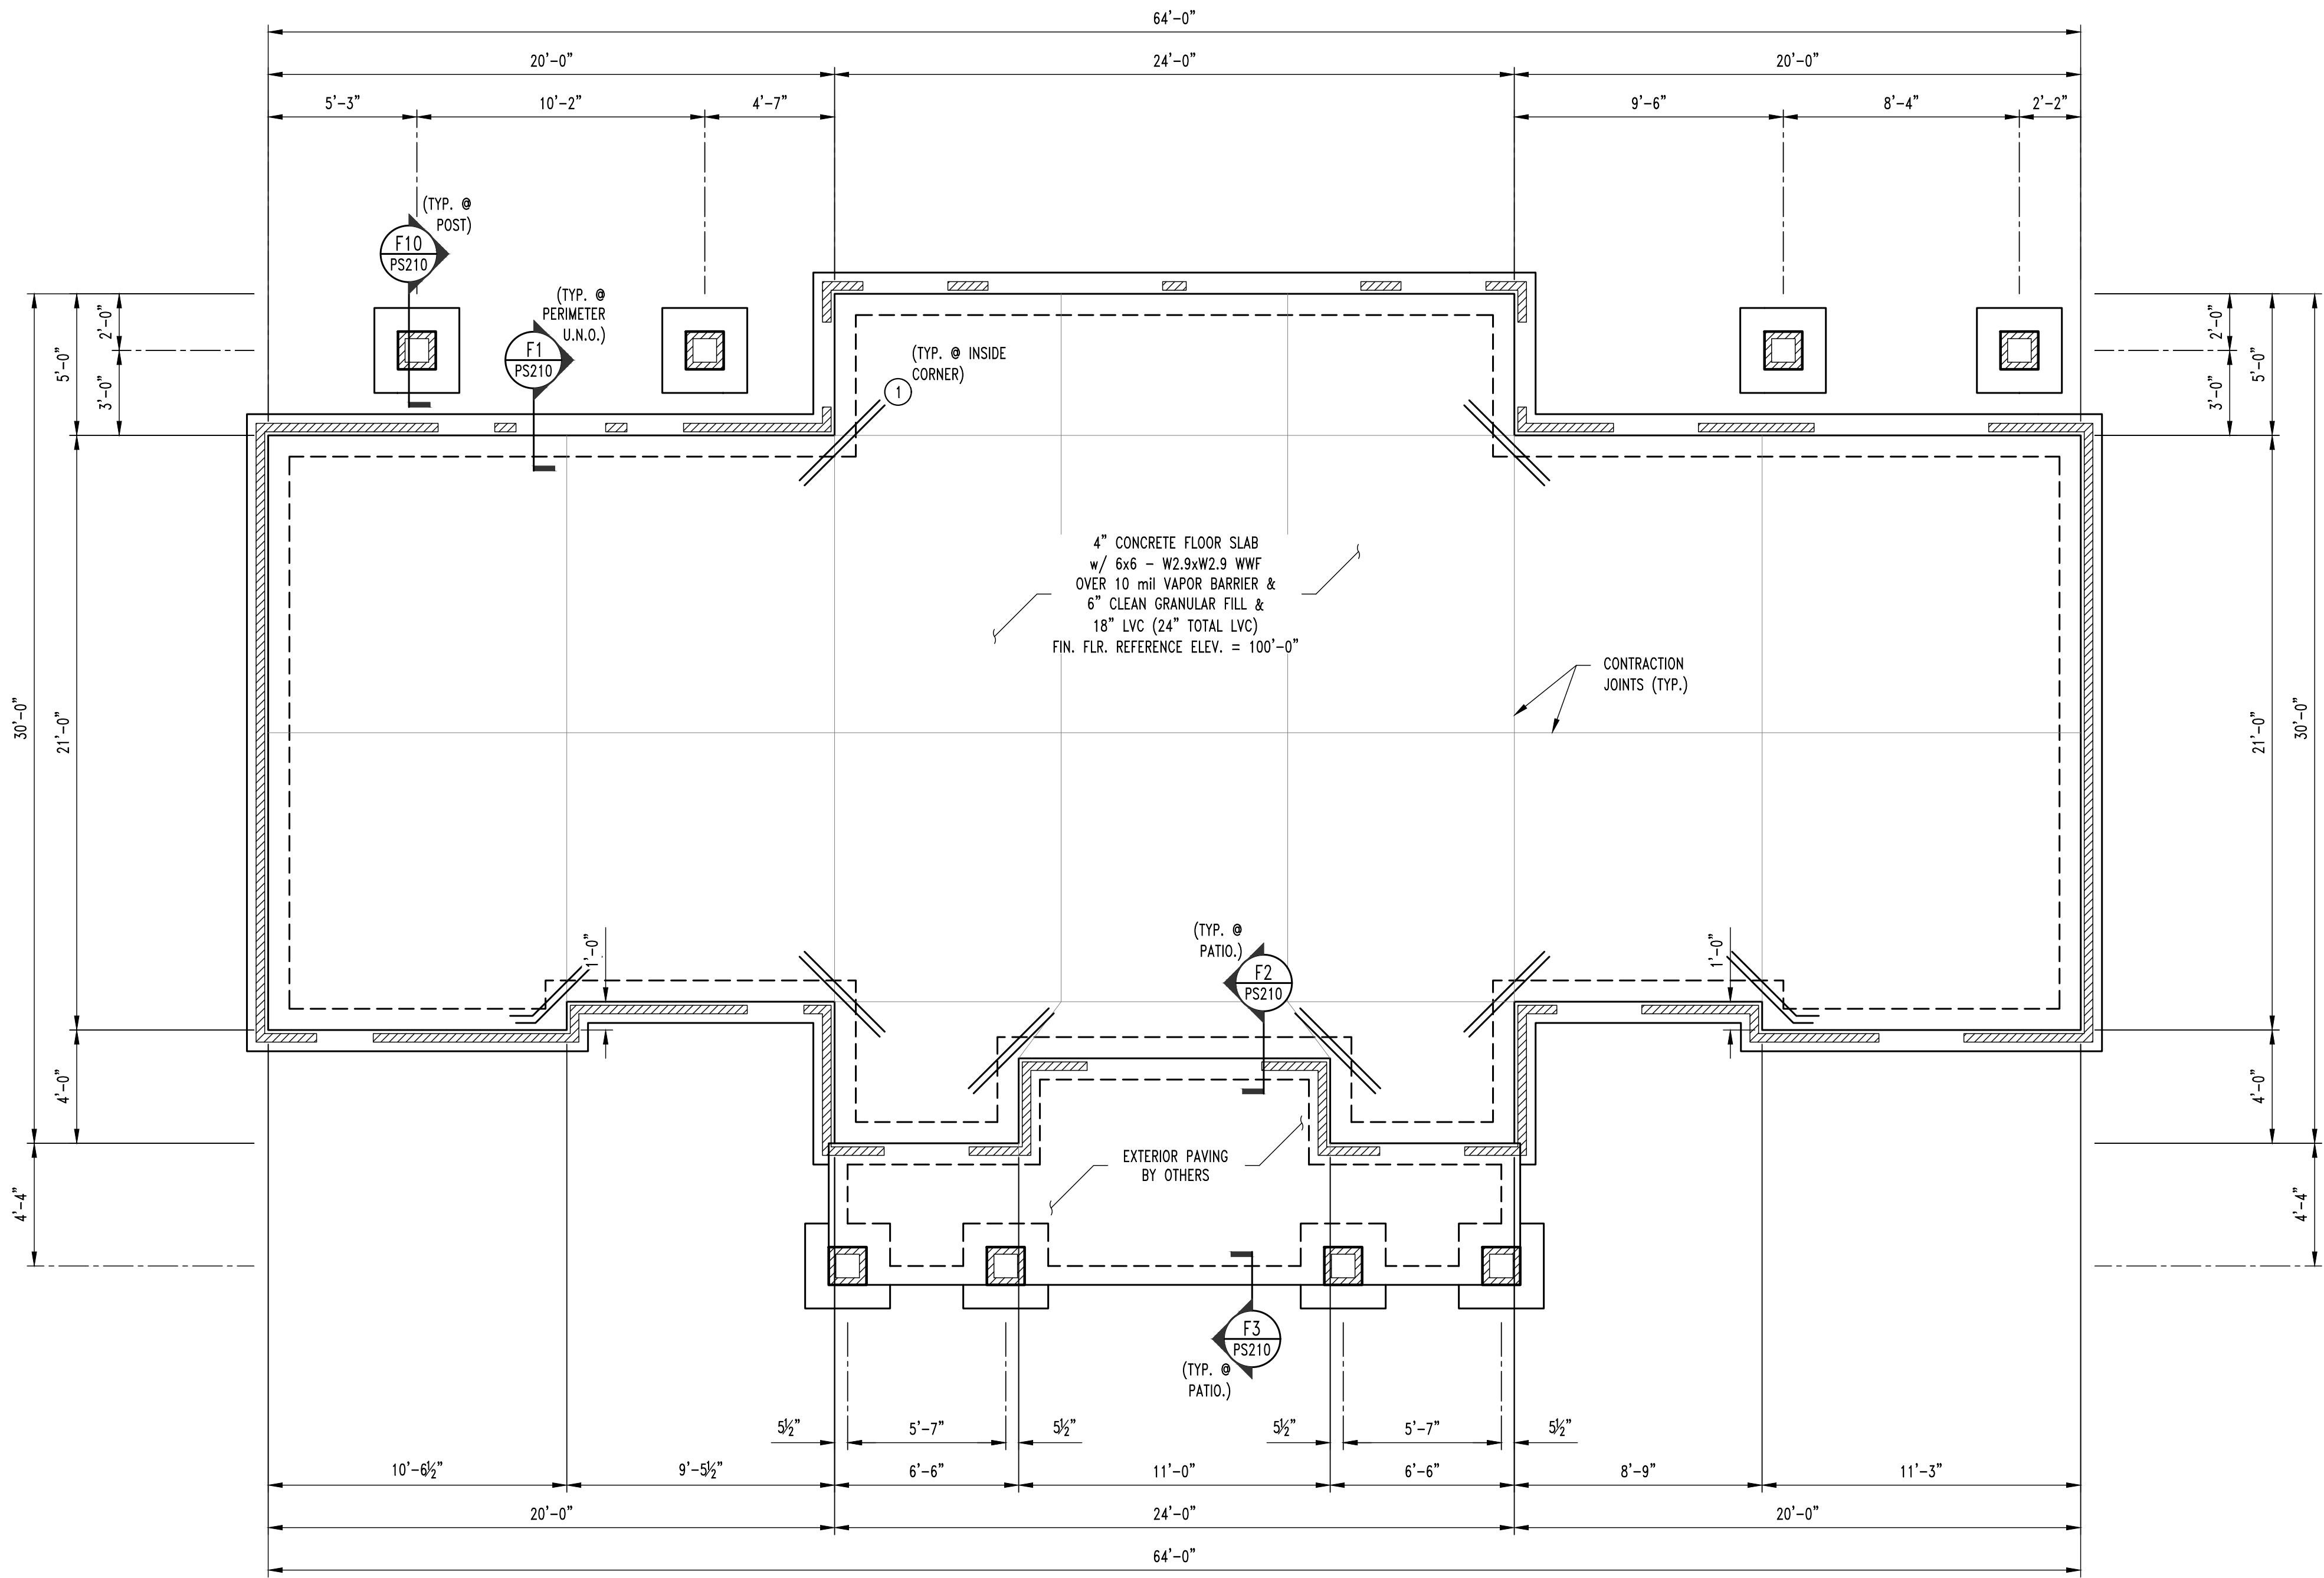 64'-0"
20'-0" 24'-0" 20'-0"
5'-3" 10'-2" 4'-7" 9'-6" 8'-4" 2'-2"
(TYP. @
POST)
F10
PS210
(TYP. @
PERIMETER
U.N.O.)
F1
PS210
(TYP. @ INSIDE
CORNER)
1
2'-0"
5'-0"
3'-0"
30'-0"
21'-0"
4'-0"
4'-4"
2'-0"
5'-0"
3'-0"
21'-0"
30'-0"
4'-0"
4'-4"
4" CONCRETE FLOOR SLAB
w/ 6x6 - W2.9xW2.9 WWF
OVER 10 mil VAPOR BARRIER &
6" CLEAN GRANULAR FILL &
18" LVC (24" TOTAL LVC)
FIN. FLR. REFERENCE ELEV. = 100'-0"
CONTRACTION
JOINTS (TYP.)
1'-0"
1'-0"
(TYP. @
PATIO.)
F2
PS210
EXTERIOR PAVING
BY OTHERS
F3
PS210
(TYP. @
PATIO.)
5½" 5'-7" 5½" 5½" 5'-7" 5½"
10'-6½" 9'-5½" 6'-6" 11'-0" 6'-6" 8'-9" 11'-3"
20'-0" 24'-0" 20'-0"
64'-0"